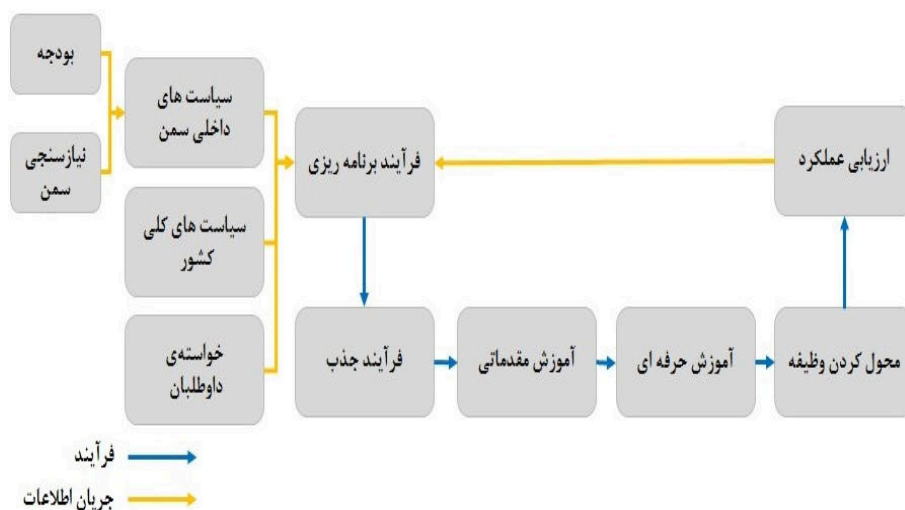 بودجه
نیازسنجی
سمن
سیاست های
داخلی سمن
سیاست های کلی
کشور
خواسته‌ی
داوطلبان
فرآیند برنامه ریزی
ارزیابی عملکرد
فرآیند جذب
آموزش مقدماتی
آموزش حرفه ای
محول کردن وظیفه
فرآیند
جریان اطلاعات